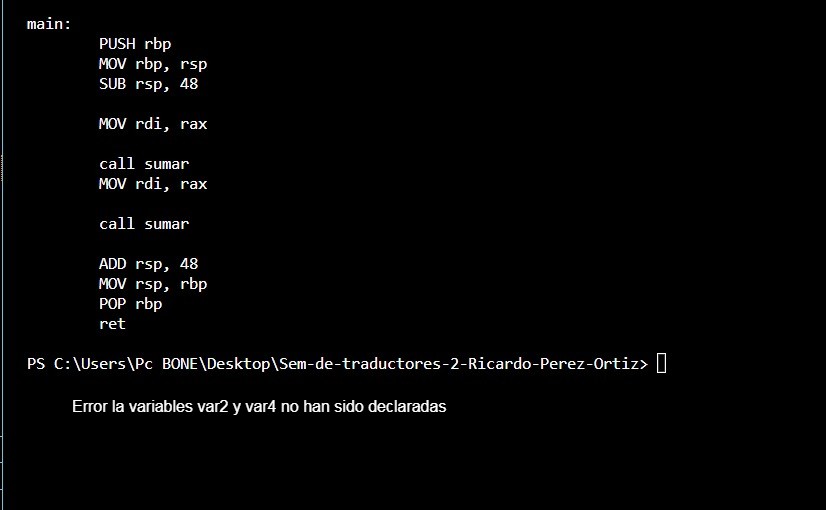 main:
PUSH rbp
MOV rbp, rsp
SUB rsp, 48
MOV rdi, rax
call sumar
MOV rdi, rax
call sumar
ADD rsp, 48
MOV rsp, rbp
POP rbp
ret
PS C:\Users\Pc BONE\Desktop\Sem-de-traductores-2-Ricardo-Perez-Ortiz>
Error la variables var2 y var4 no han sido declaradas